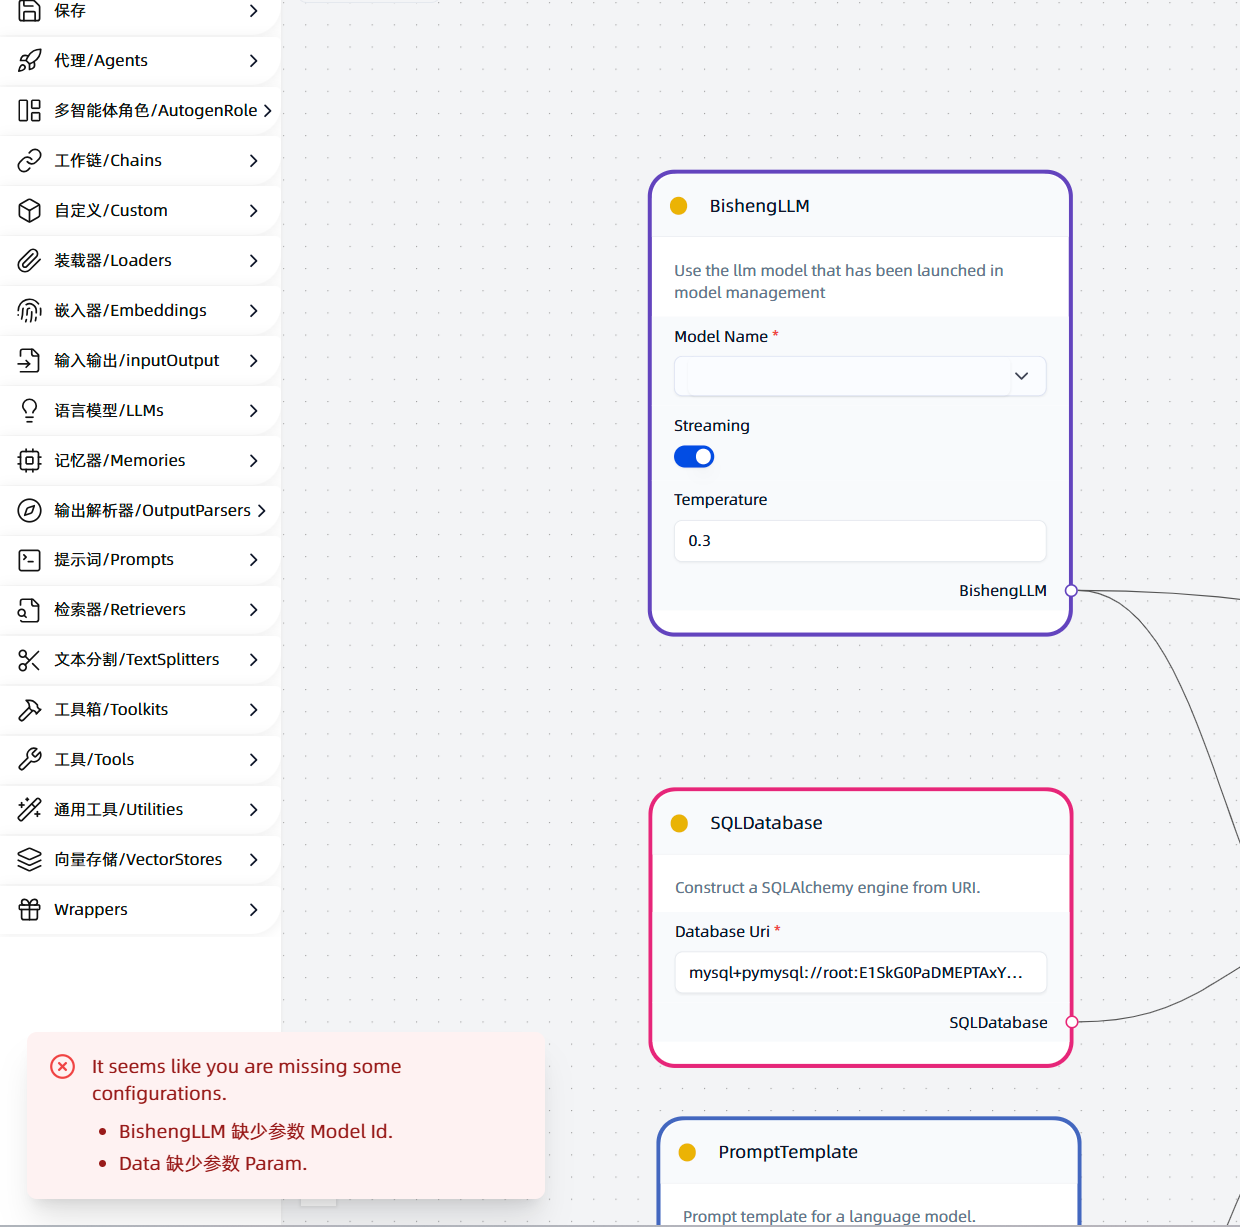 保存
代理/Agents
多智能体角色/AutogenRole
工作链/Chains
自定义/Custom
装载器/Loaders
嵌入器/Embeddings
输入输出/inputOutput
语言模型/LLMs
记忆器/Memories
输出解析器/OutputParsers
提示词/Prompts
检索器/Retrievers
文本分割/TextSplitters
工具箱/Toolkits
工具/Tools
通用工具/Utilities
向量存储/VectorStores
Wrappers
BishengLLM
Use the llm model that has been launched in
model management
Model Name *
Streaming
Temperature
0.3
BishengLLM
SQLDatabase
Construct a SQLAlchemy engine from URI.
Database Uri *
mysql+pymysql://root:E1SkG0PaDMEPTAxY...
SQLDatabase
PromptTemplate
Prompt template for a language model.
It seems like you are missing some
configurations.
BishengLLM 缺少参数 Model Id.
Data 缺少参数 Param.